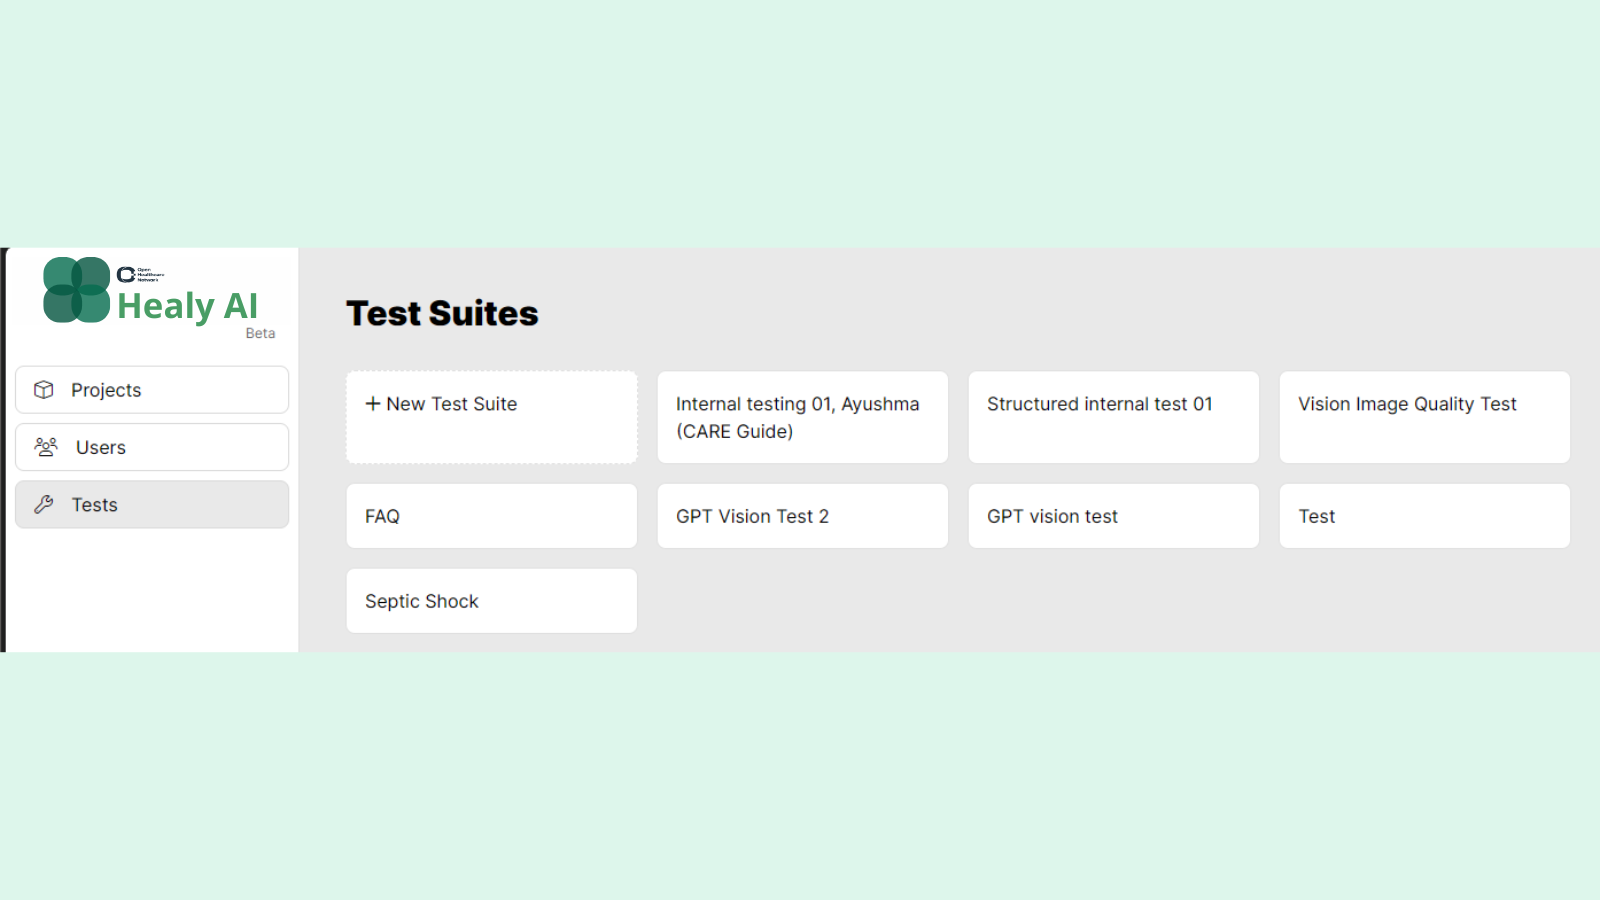 Open
Healthcare
Network
Healy AI
Beta
Projects
Users
Tests
Test Suites
+ New Test Suite
Internal testing 01, Ayushma
(CARE Guide)
Structured internal test 01
Vision Image Quality Test
FAQ
GPT Vision Test 2
GPT vision test
Test
Septic Shock